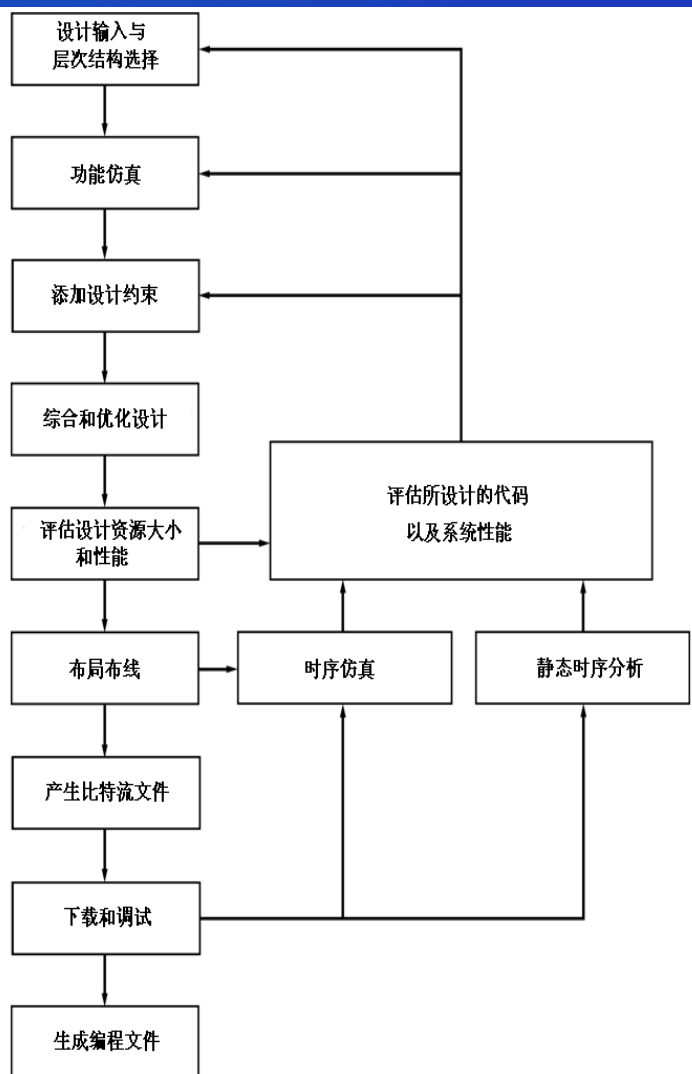 设计输入与
层次结构选择
功能仿真
添加设计约束
综合和优化设计
评估设计资源大小
和性能
评估所设计的代码
以及系统性能
布局布线
时序仿真
静态时序分析
产生比特流文件
下载和调试
生成编程文件